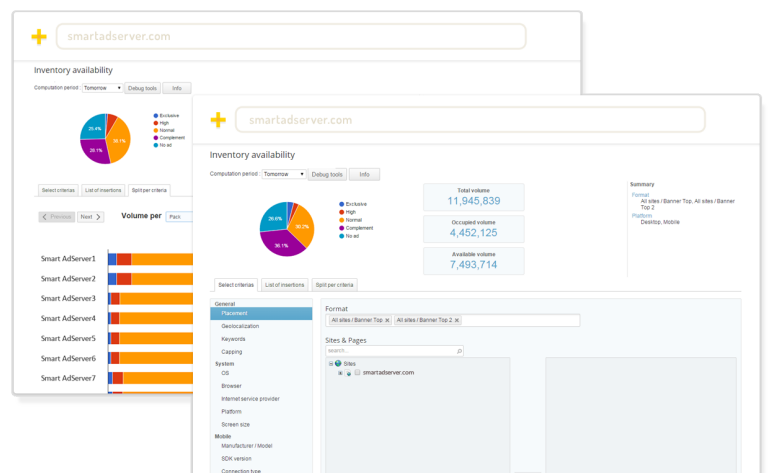 smartadserver.com
Inventory availability
Computation period : Tomorrow Debug tools Info
Exclusive
High
Normal
Complement
No ad
25.4%
28.1%
Select criterias List of insertions Split per criteria
Previous Next Volume per Pack
Smart AdServer1
Smart AdServer2
Smart AdServer3
Smart AdServer4
Smart AdServer5
Smart AdServer6
Smart AdServer7
smartadserver.com
Inventory availability
Computation period : Tomorrow Debug tools Info
Exclusive
High
Normal
Complement
No ad
26.6%
30.2%
36.1%
Total volume
11,945,839
Occupied volume
4,452,125
Available volume
7,493,714
Summary
Format
All sites / Banner Top, All sites / Banner
Top 2
Platform
Desktop, Mobile
Select criterias List of insertions Split per criteria
General
Placement
Geolocalization
Keywords
Capping
System
OS
Browser
Internet service provider
Platform
Screen size
Mobile
Manufacturer / Model
SDK version
Connection type
Format
All sites / Banner Top x All sites / Banner Top 2 x
Sites & Pages
search...
Sites
smartadserver.com